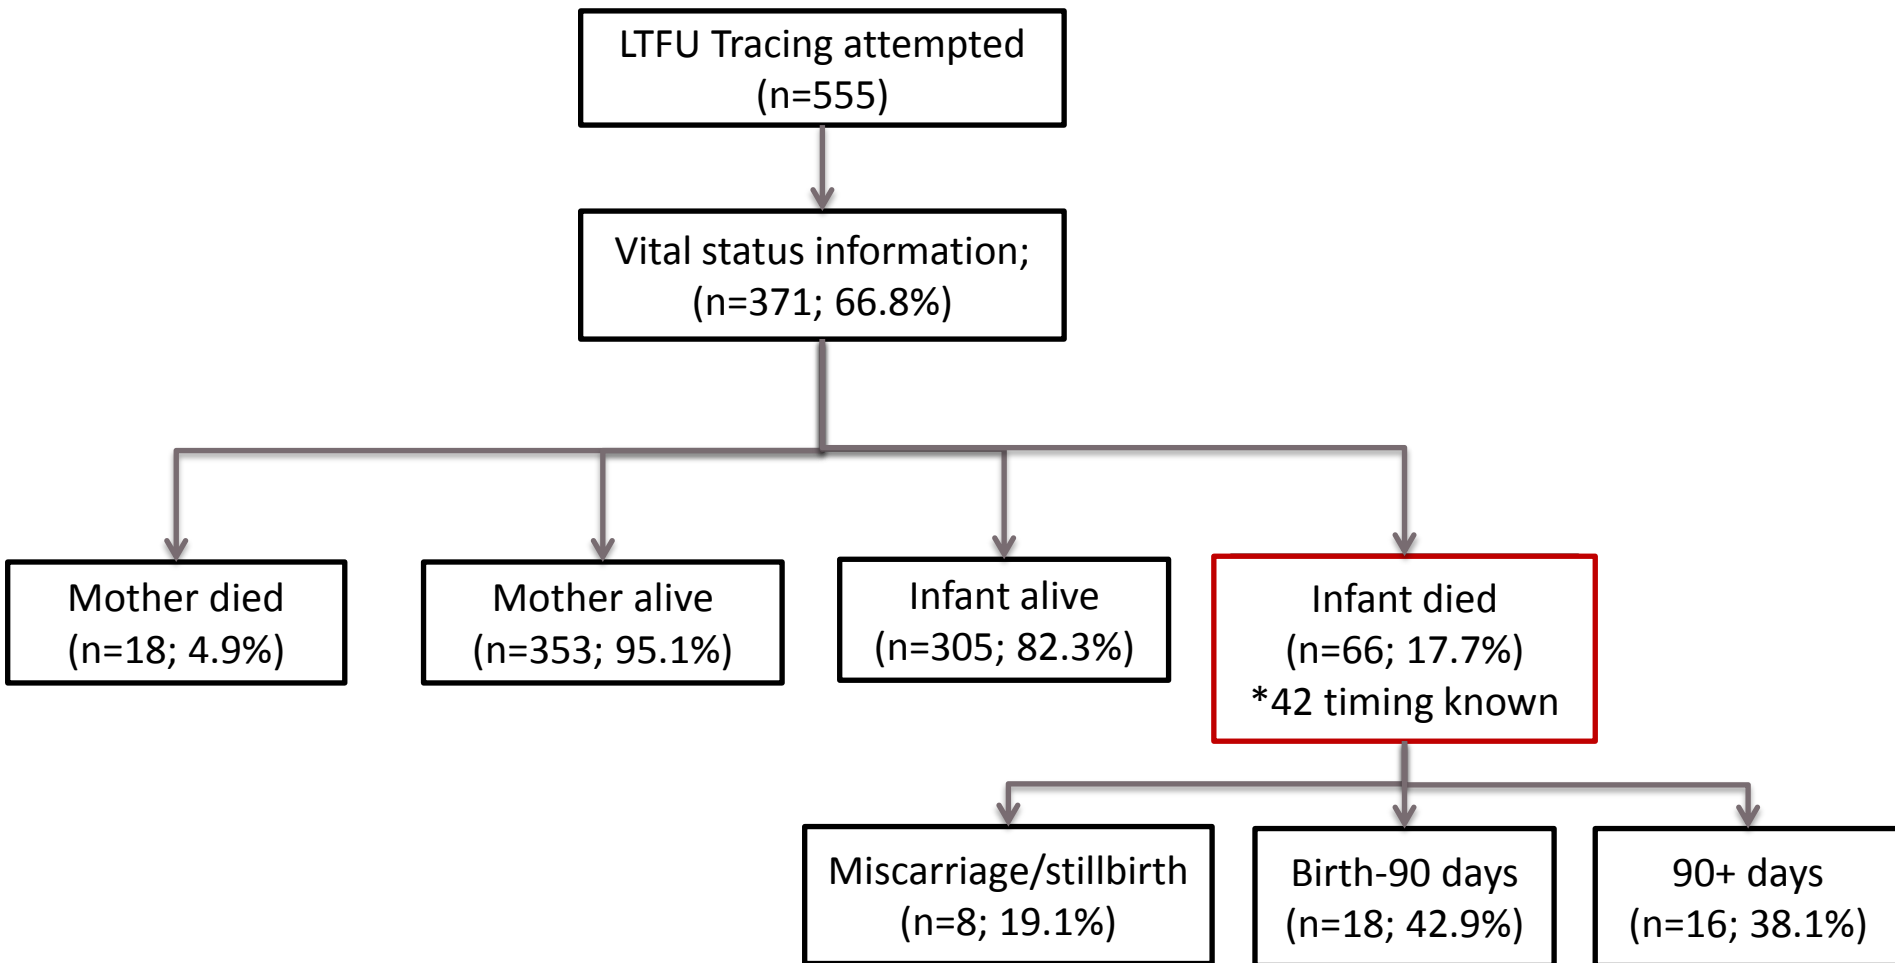 LTFU Tracing attempted
(n=555)
Vital status information;
(n=371; 66.8%)
Mother died
(n=18; 4.9%)
Mother alive
(n=353; 95.1%)
Infant alive
(n=305; 82.3%)
Infant died
(n=66; 17.7%)
*42 timing known
Miscarriage/stillbirth
(n=8; 19.1%)
Birth-90 days
(n=18; 42.9%)
90+ days
(n=16; 38.1%)